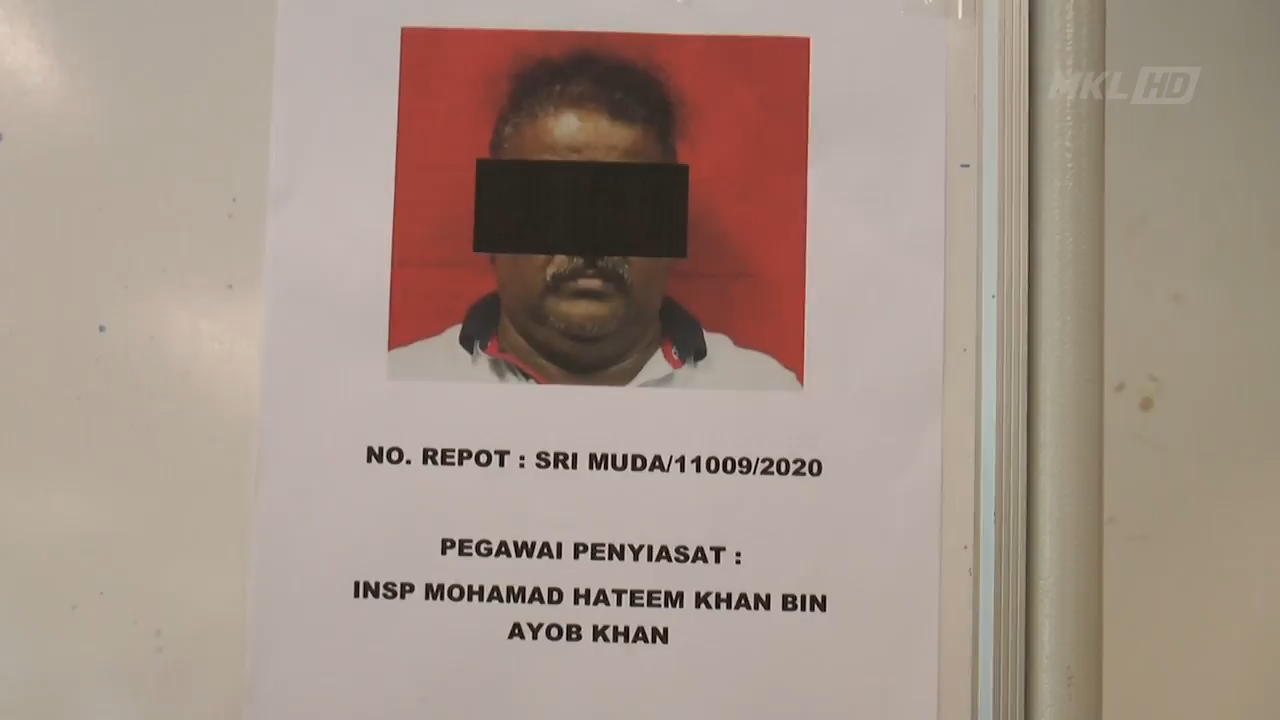 MKL HD
NO. REPOT : SRI MUDA/11009/2020
PEGAWAI PENYIASAT :
INSP MOHAMAD HATEEM KHAN BIN
AYOB KHAN